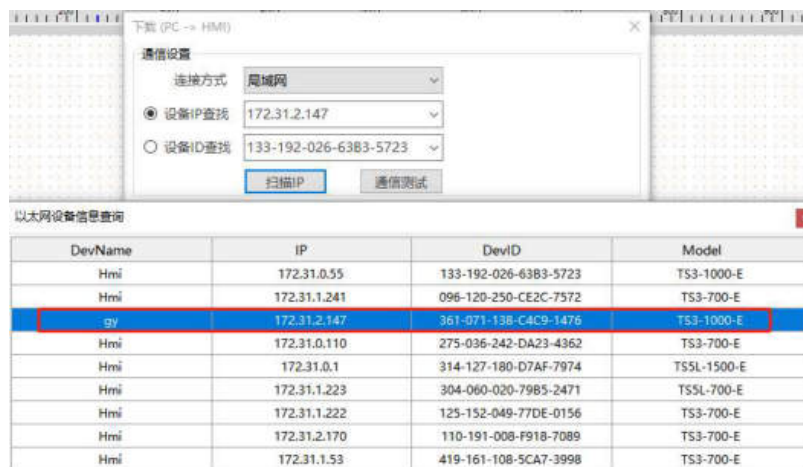 下载 (PC -> HMI)
通信设置
连接方式 局域网
设备IP查找 172.31.2.147
设备ID查找 133-192-026-63B3-5723
扫描IP 通信测试
以太网设备信息查询
DevName IP DevID Model
Hmi 172.31.0.55 133-192-026-63B3-5723 TS3-1000-E
Hmi 172.31.1.241 096-120-250-CE2C-7572 TS3-700-E
gy 172.31.2.147 361-071-138-C4C9-1476 TS3-1000-E
Hmi 172.31.0.110 275-036-242-DA23-4362 TS3-700-E
Hmi 172.31.0.1 314-127-180-D7AF-7974 TS5L-1500-E
Hmi 172.31.1.223 304-060-020-79B5-2471 TS5L-700-E
Hmi 172.31.1.222 125-152-049-77DE-0156 TS3-700-E
Hmi 172.31.2.170 110-191-008-F918-7089 TS3-700-E
Hmi 172.31.1.53 419-161-108-5CA7-3998 TS3-700-E